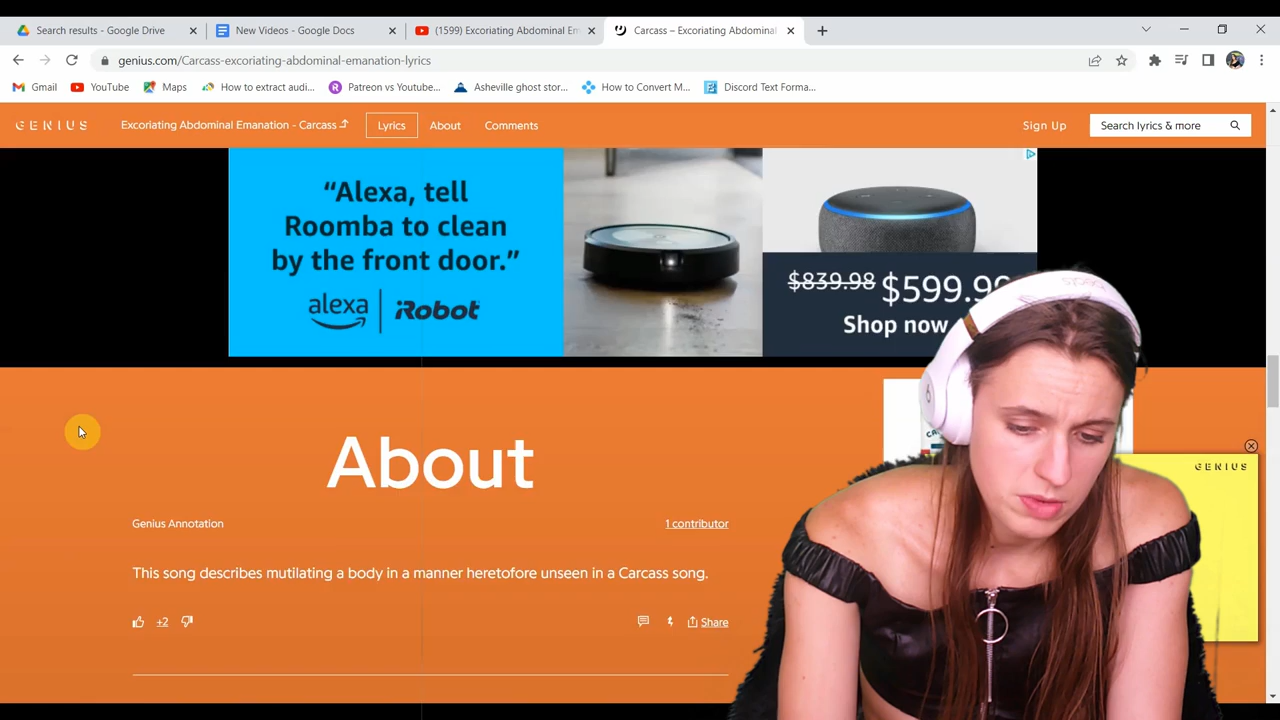 Search results - Google Drive
New Videos - Google Docs
(1599) Excoriating Abdominal Em
Carcass – Excoriating Abdominal
genius.com/Carcass-excoriating-abdominal-emanation-lyrics
Gmail
YouTube
Maps
How to extract audi...
Patreon vs Youtube...
Asheville ghost stor...
How to Convert M...
Discord Text Forma...
GENIUS
Excoriating Abdominal Emanation - Carcass
Lyrics
About
Comments
Sign Up
Search lyrics & more
“Alexa, tell
Roomba to clean
by the front door.”
alexa | iRobot
$839.98 $599.99
Shop now
About
GENIUS
Genius Annotation
1 contributor
This song describes mutilating a body in a manner heretofore unseen in a Carcass song.
+2
Share